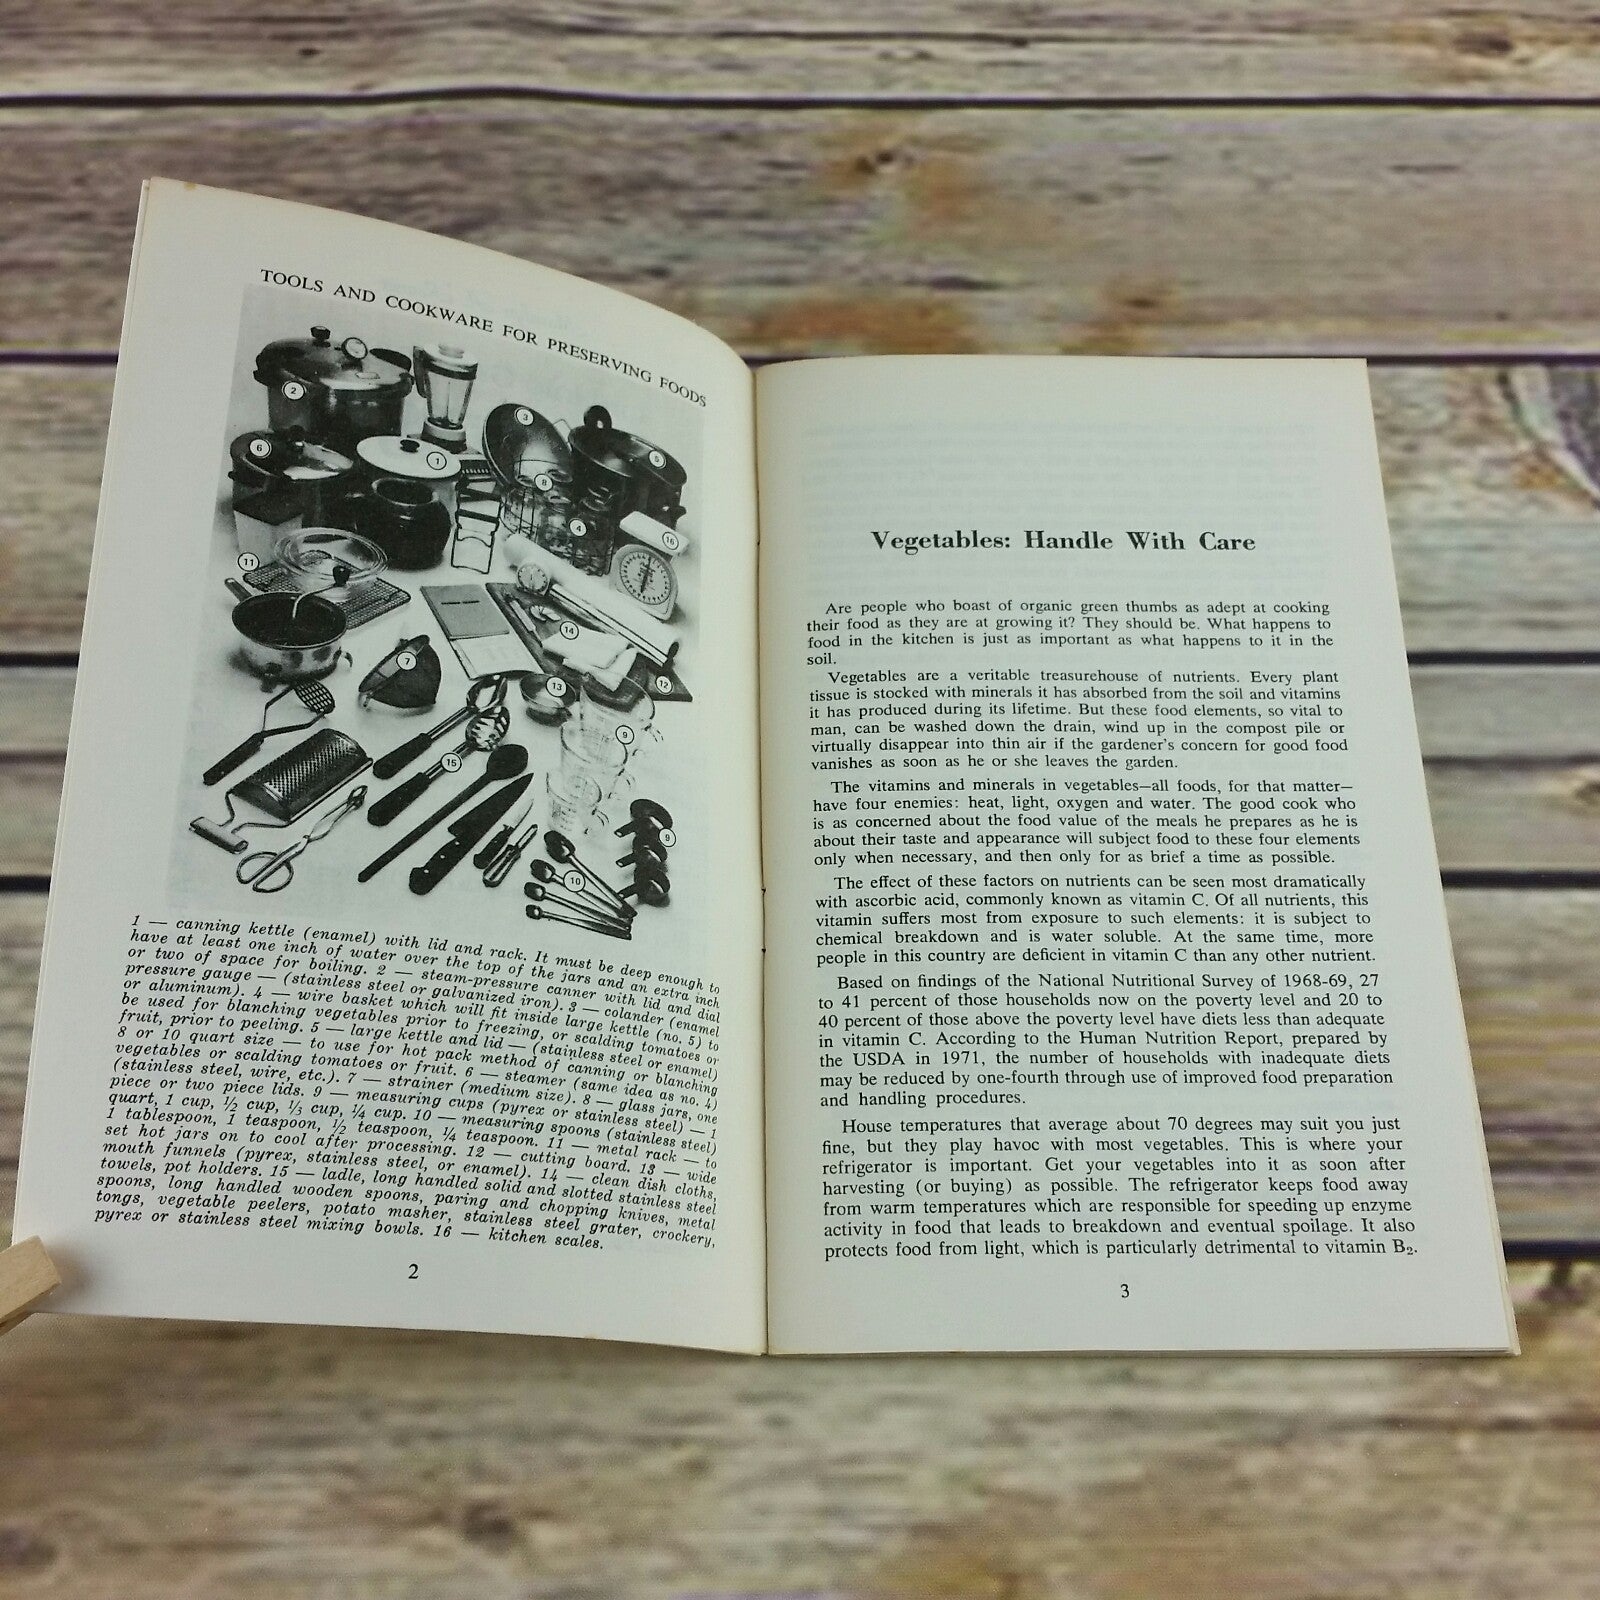 TOOLS AND COOKWARE FOR PRESERVING FOODS
2
3
1
6
5
8
4
16
11
14
7
12
13
9
15
9
10
1 — canning kettle (enamel) with lid and rack. It must be deep enough to
have at least one inch of water over the top of the jars and an extra inch
or two of space for boiling. 2 — steam-pressure canner with lid and dial
pressure gauge — (stainless steel or galvanized iron). 3 — colander (enamel
or aluminum). 4 — wire basket which will fit inside large kettle (no. 5) to
be used for blanching vegetables prior to freezing, or scalding tomatoes or
fruit, prior to peeling. 5 — large kettle and lid — (stainless steel or enamel)
8 or 10 quart size — to use for hot pack method of canning or blanching
vegetables or scalding tomatoes or fruit. 6 — steamer (same idea as no. 4)
(stainless steel, wire, etc.). 7 — strainer (medium size). 8 — glass jars, one
piece or two piece lids. 9 — measuring cups (pyrex or stainless steel) — 1
quart, 1 cup, ½ cup, ⅓ cup, ¼ cup. 10 — measuring spoons (stainless steel)
1 tablespoon, 1 teaspoon, ½ teaspoon, ¼ teaspoon. 11 — metal rack — to
set hot jars on to cool after processing. 12 — cutting board. 13 — wide
mouth funnels (pyrex, stainless steel, or enamel). 14 — clean dish cloths,
towels, pot holders. 15 — ladle, long handled solid and slotted stainless steel
spoons, long handled wooden spoons, paring and chopping knives, metal
tongs, vegetable peelers, potato masher, stainless steel grater, crockery,
pyrex or stainless steel mixing bowls. 16 — kitchen scales.
2
Vegetables: Handle With Care
Are people who boast of organic green thumbs as adept at cooking
their food as they are at growing it? They should be. What happens to
food in the kitchen is just as important as what happens to it in the
soil.
Vegetables are a veritable treasurehouse of nutrients. Every plant
tissue is stocked with minerals it has absorbed from the soil and vitamins
it has produced during its lifetime. But these food elements, so vital to
man, can be washed down the drain, wind up in the compost pile or
virtually disappear into thin air if the gardener's concern for good food
vanishes as soon as he or she leaves the garden.
The vitamins and minerals in vegetables—all foods, for that matter—
have four enemies: heat, light, oxygen and water. The good cook who
is as concerned about the food value of the meals he prepares as he is
about their taste and appearance will subject food to these four elements
only when necessary, and then only for as brief a time as possible.
The effect of these factors on nutrients can be seen most dramatically
with ascorbic acid, commonly known as vitamin C. Of all nutrients, this
vitamin suffers most from exposure to such elements: it is subject to
chemical breakdown and is water soluble. At the same time, more
people in this country are deficient in vitamin C than any other nutrient.
Based on findings of the National Nutritional Survey of 1968-69, 27
to 41 percent of those households now on the poverty level and 20 to
40 percent of those above the poverty level have diets less than adequate
in vitamin C. According to the Human Nutrition Report, prepared by
the USDA in 1971, the number of households with inadequate diets
may be reduced by one-fourth through use of improved food preparation
and handling procedures.
House temperatures that average about 70 degrees may suit you just
fine, but they play havoc with most vegetables. This is where your
refrigerator is important. Get your vegetables into it as soon after
harvesting (or buying) as possible. The refrigerator keeps food away
from warm temperatures which are responsible for speeding up enzyme
activity in food that leads to breakdown and eventual spoilage. It also
protects food from light, which is particularly detrimental to vitamin B₂.
3